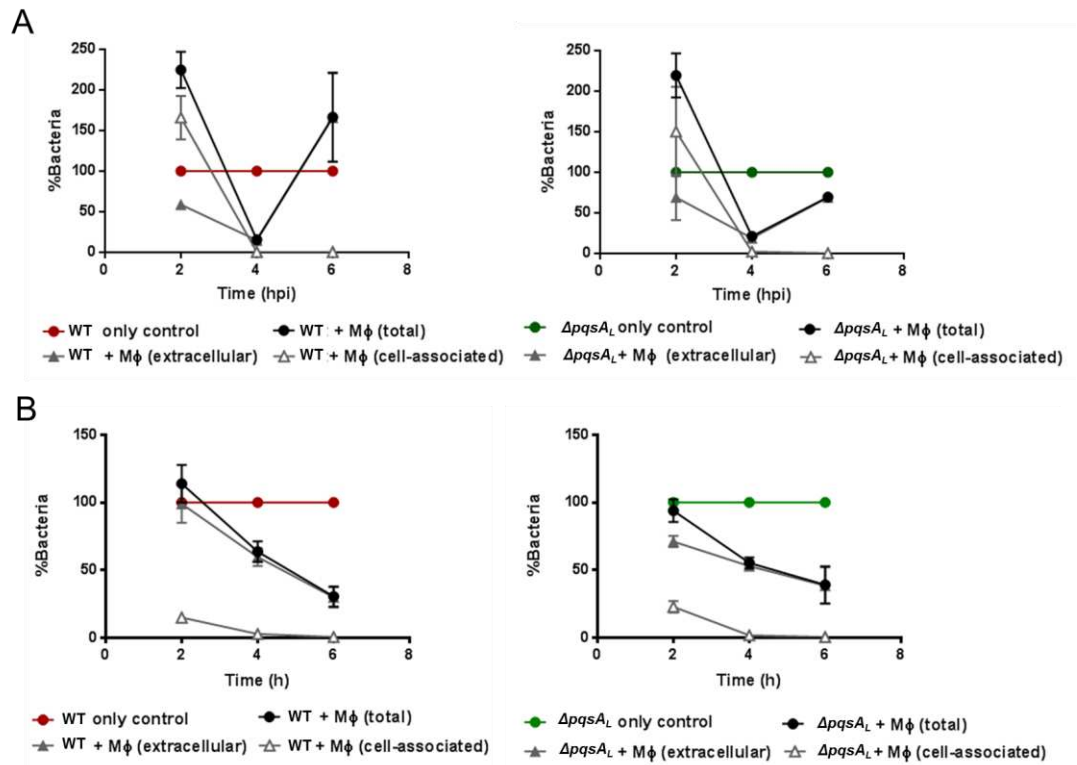 A
250
200
150
100
50
0
%Bacteria
0 2 4 6 8
Time (hpi)
WT only control
WT + Mϕ (total)
WT + Mϕ (extracellular)
WT + Mϕ (cell-associated)
250
200
150
100
50
0
%Bacteria
0 2 4 6 8
Time (hpi)
ΔpqsAL only control
ΔpqsAL + Mϕ (total)
ΔpqsAL + Mϕ (extracellular)
ΔpqsAL + Mϕ (cell-associated)
B
150
100
50
0
%Bacteria
0 2 4 6 8
Time (h)
WT only control
WT + Mϕ (total)
WT + Mϕ (extracellular)
WT + Mϕ (cell-associated)
150
100
50
0
%Bacteria
0 2 4 6 8
Time (h)
ΔpqsAL only control
ΔpqsAL + Mϕ (total)
ΔpqsAL + Mϕ (extracellular)
ΔpqsAL + Mϕ (cell-associated)